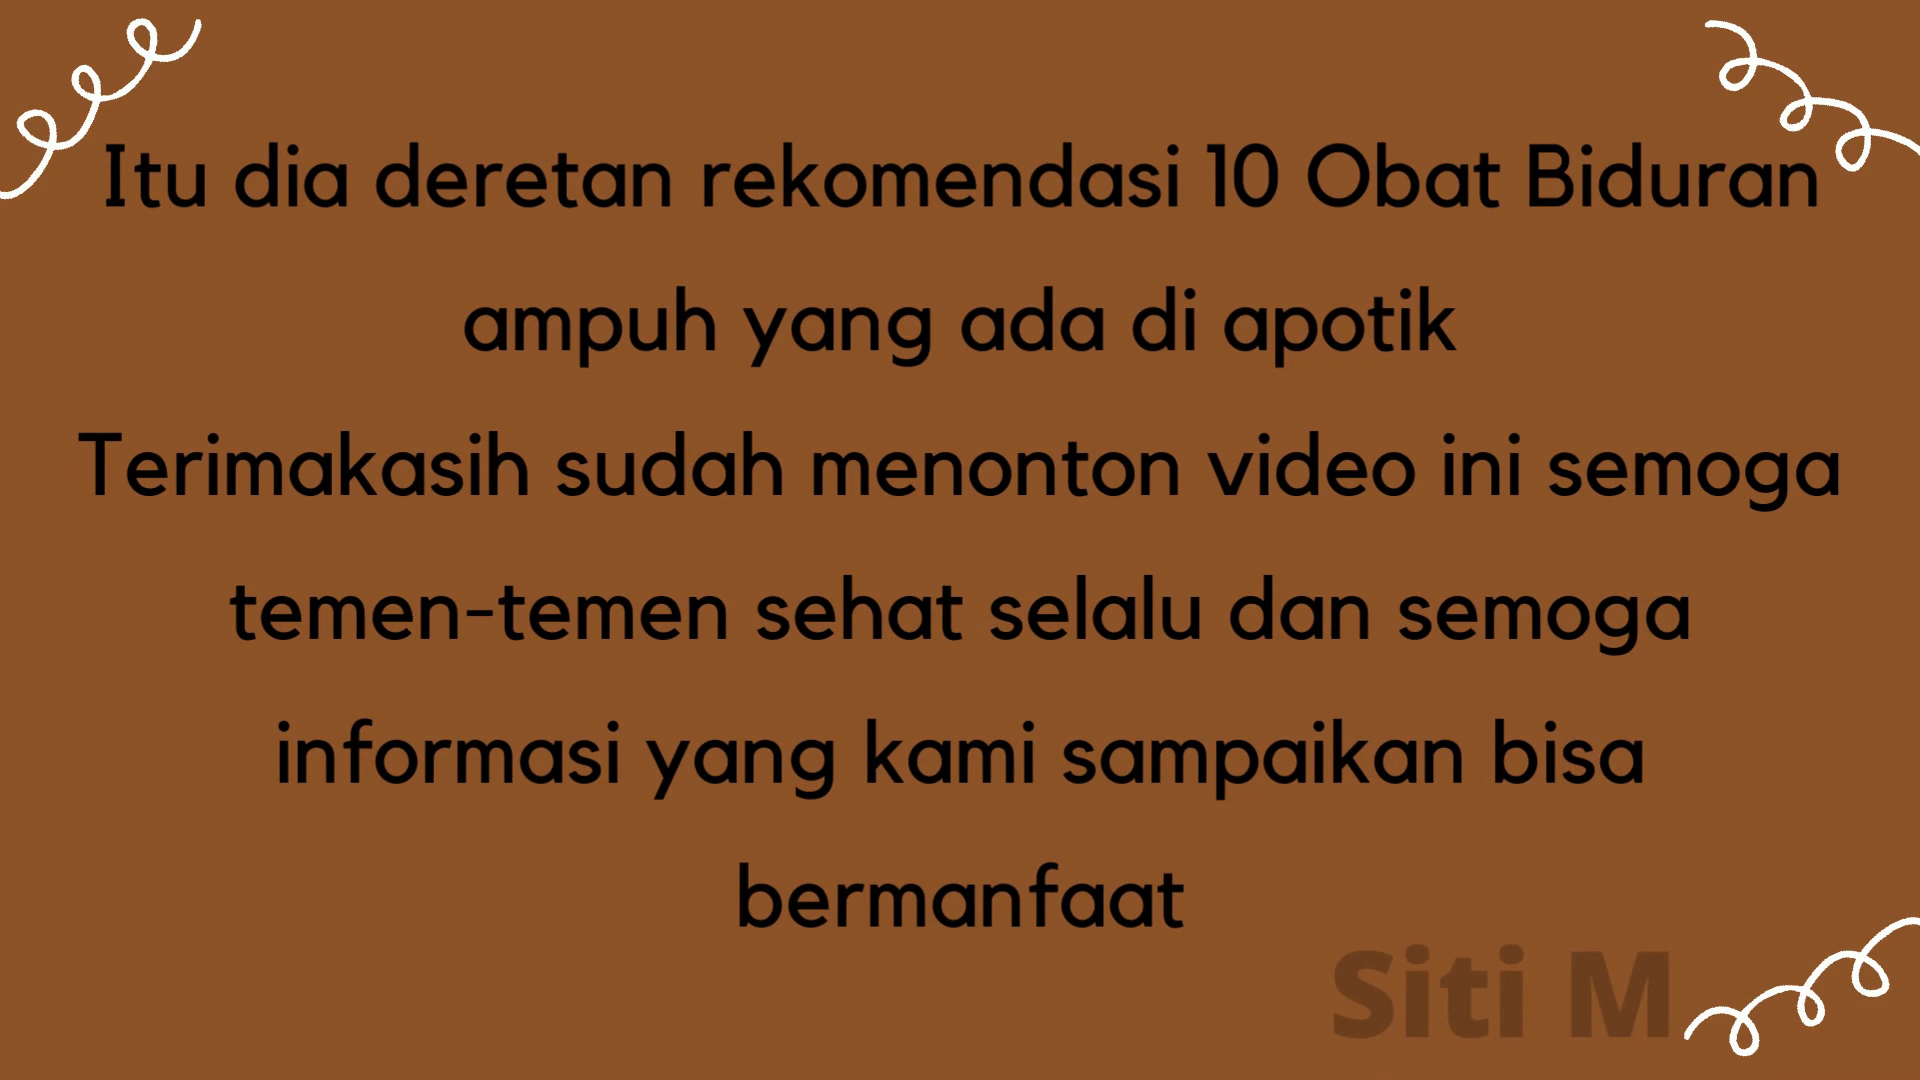 Itu dia deretan rekomendasi 10 Obat Biduran
ampuh yang ada di apotik
Terimakasih sudah menonton video ini semoga
temen-temen sehat selalu dan semoga
informasi yang kami sampaikan bisa
bermanfaat
Siti M